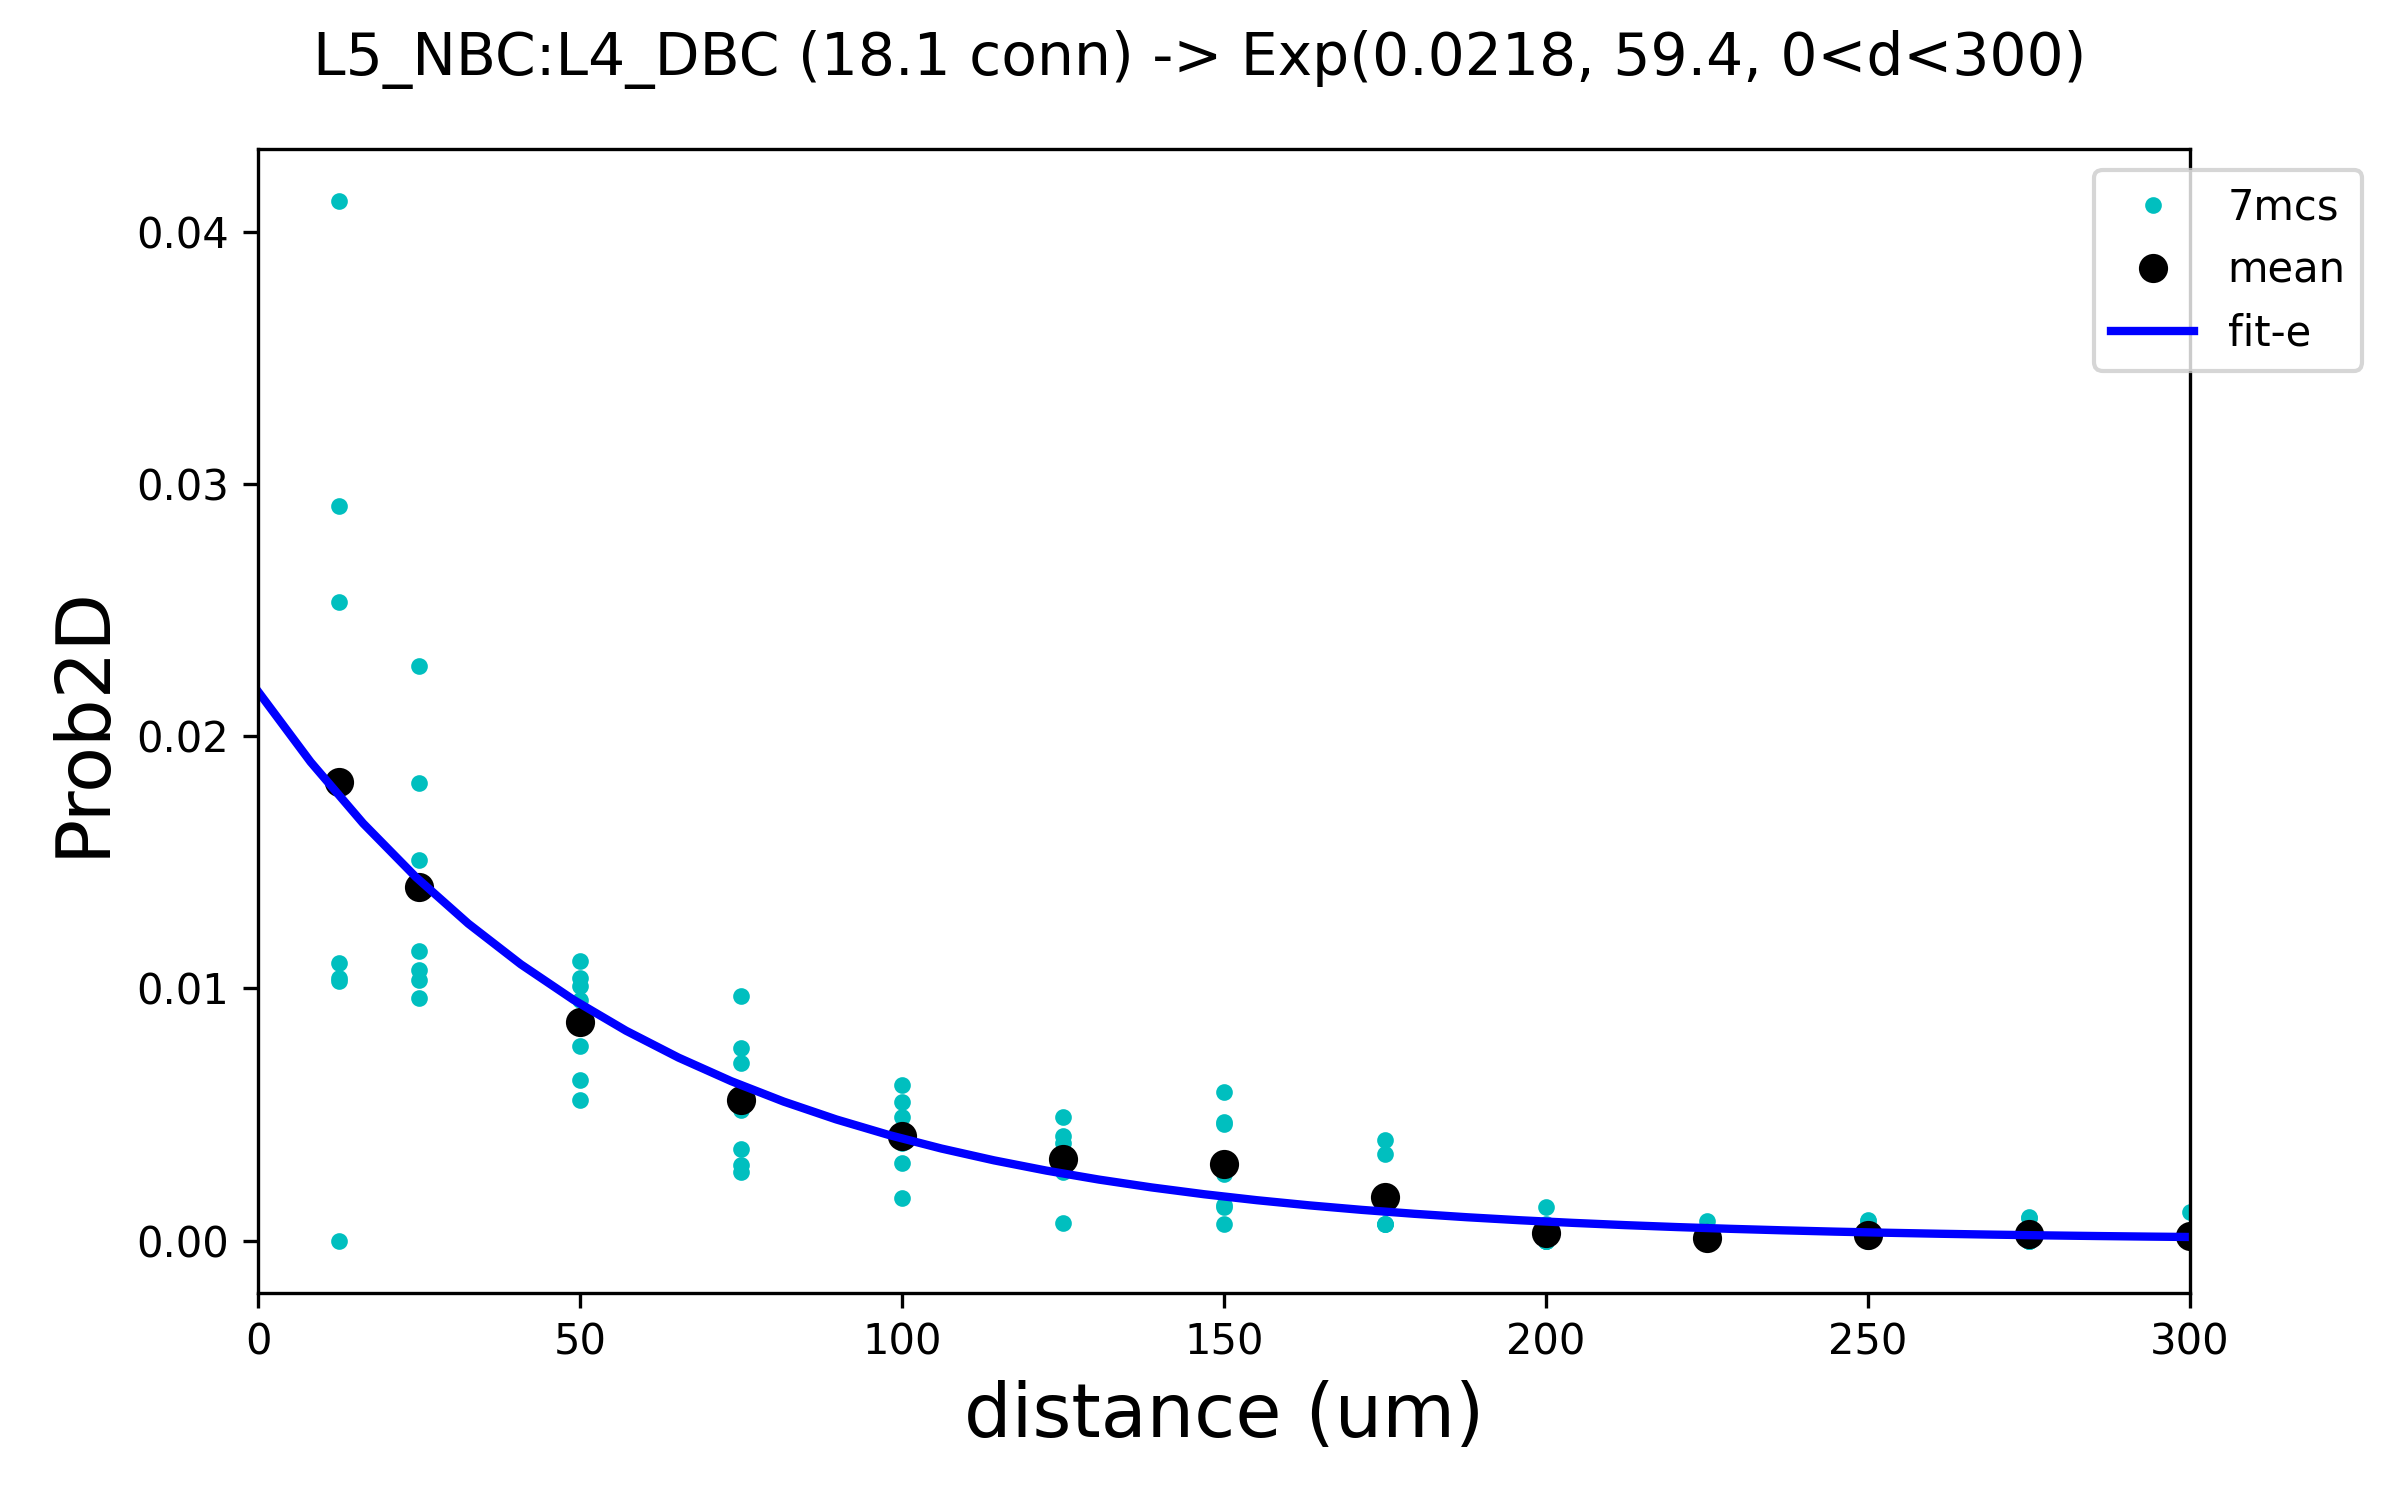 L5_NBC:L4_DBC (18.1 conn) -> Exp(0.0218, 59.4, 0<d<300)
7mcs
mean
fit-e
0.04
0.03
0.02
0.01
0.00
Prob2D
0 50 100 150 200 250 300
distance (um)